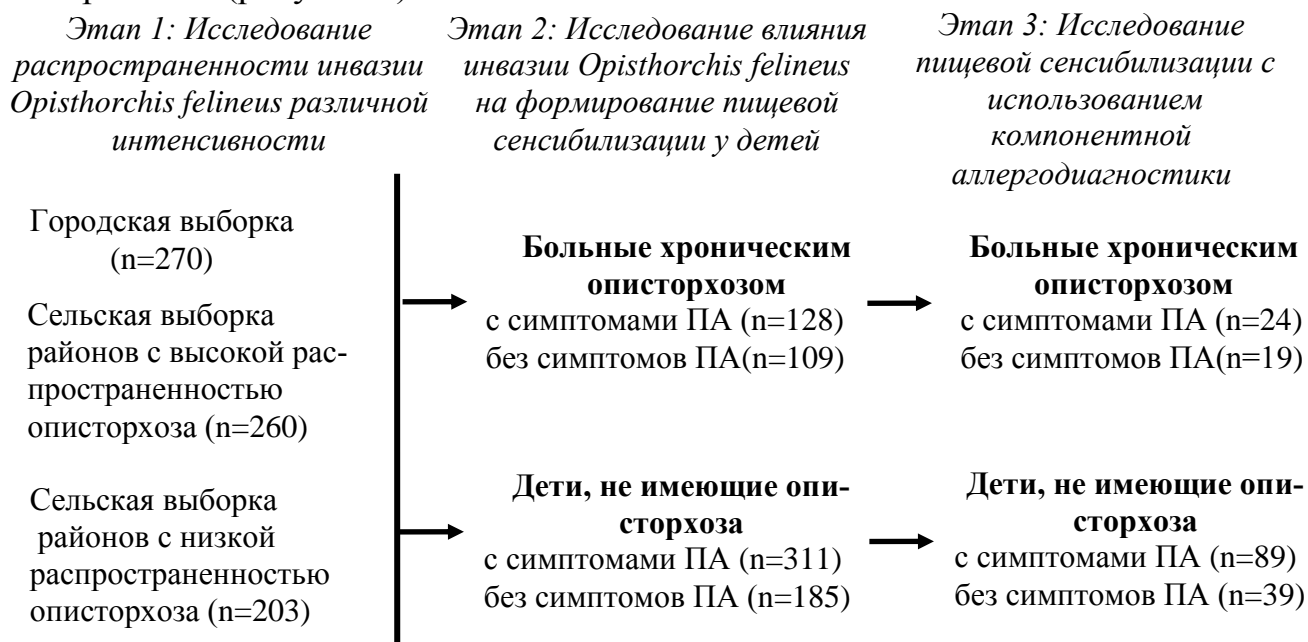 Этап 1: Исследование
распространенности инвазии
Opisthorchis felineus различной
интенсивности
Этап 2: Исследование влияния
инвазии Opisthorchis felineus
на формирование пищевой
сенсибилизации у детей
Этап 3: Исследование
пищевой сенсибилизации с
использованием
компонентной
аллергодиагностики
Городская выборка
(n=270)
Сельская выборка
районов с высокой рас-
пространенностью
описторхоза (n=260)
Сельская выборка
районов с низкой
распространенностью
описторхоза (n=203)
Больные хроническим
описторхозом
с симптомами ПА (n=128)
без симптомов ПА(n=109)
Дети, не имеющие опи-
сторхоза
с симптомами ПА (n=311)
без симптомов ПА (n=185)
Больные хроническим
описторхозом
с симптомами ПА (n=24)
без симптомов ПА(n=19)
Дети, не имеющие опи-
сторхоза
с симптомами ПА (n=89)
без симптомов ПА (n=39)